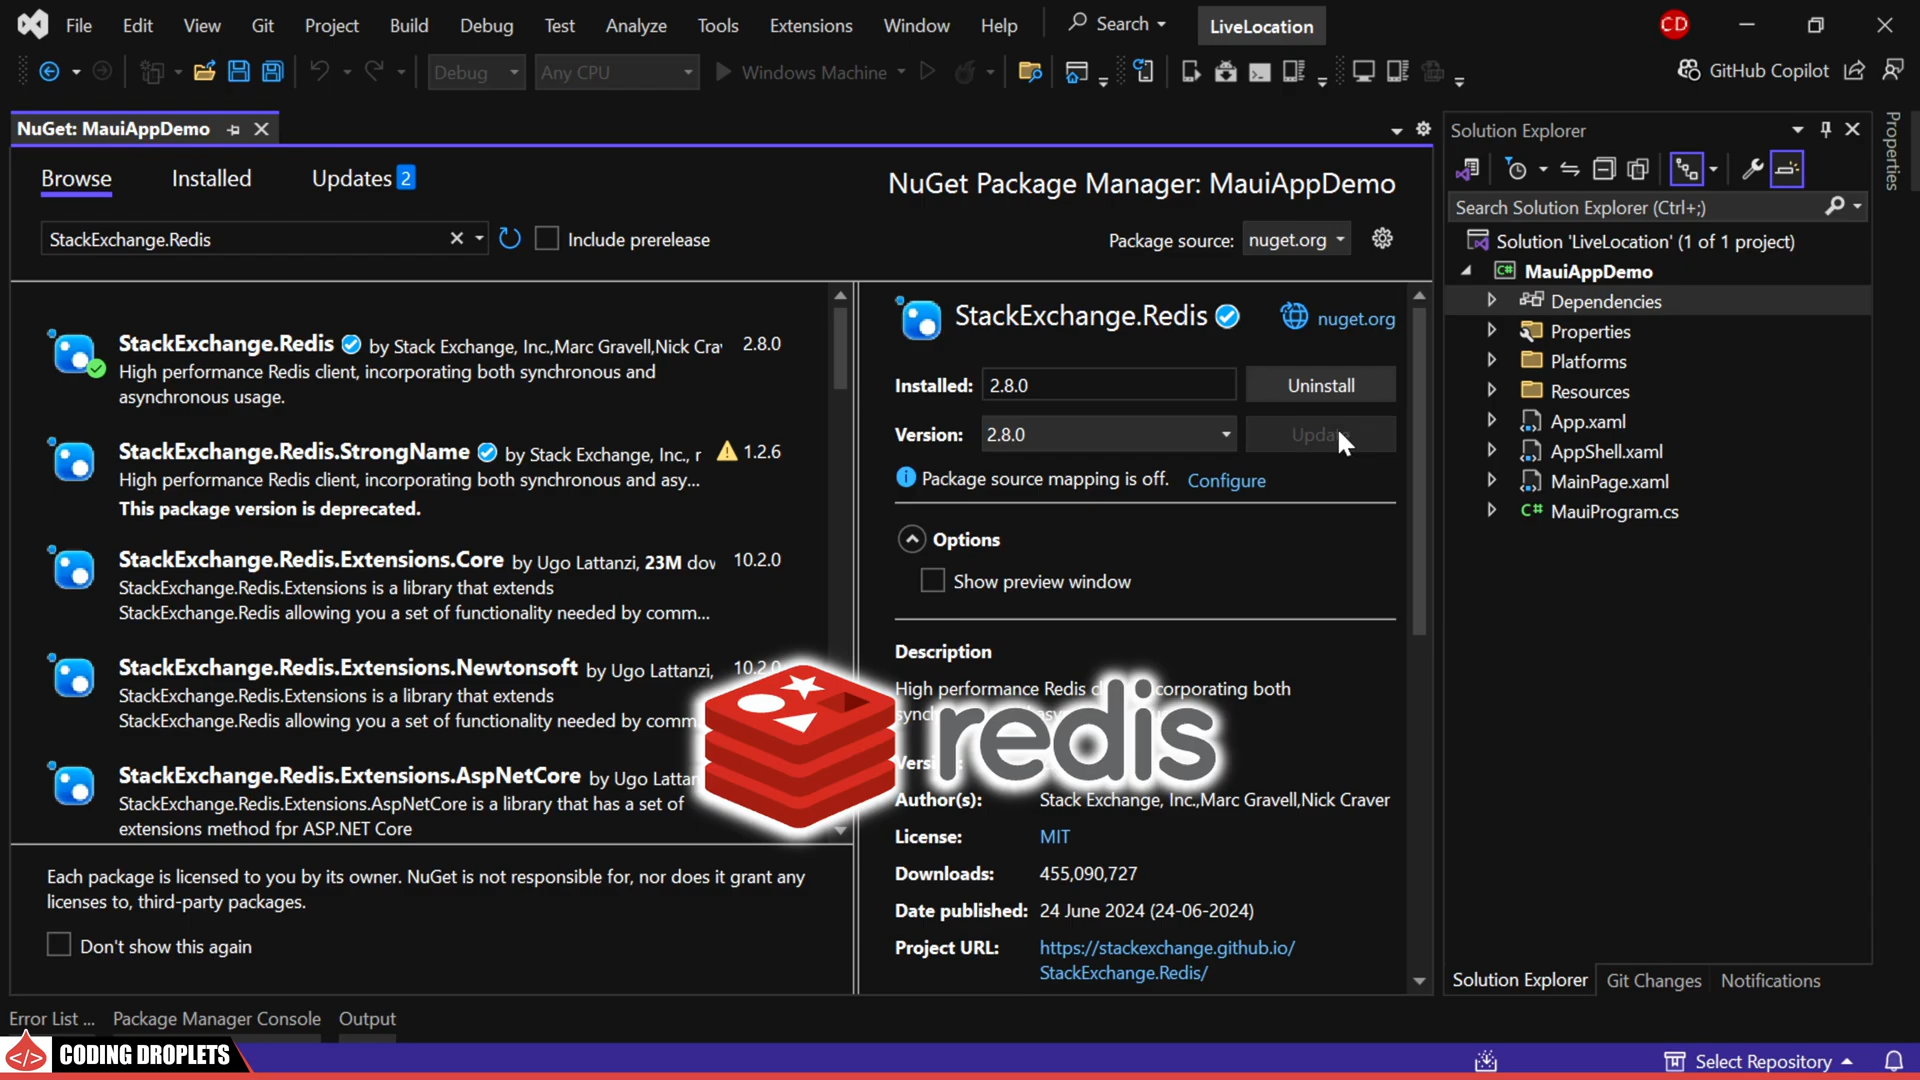 File Edit View Git Project Build Debug Test Analyze Tools Extensions Window Help Search LiveLocation CD
Debug Any CPU Windows Machine GitHub Copilot
NuGet: MauiAppDemo
Browse Installed Updates 2
NuGet Package Manager: MauiAppDemo
StackExchange.Redis Include prerelease
Package source: nuget.org
StackExchange.Redis by Stack Exchange, Inc.,Marc Gravell,Nick Crav 2.8.0
High performance Redis client, incorporating both synchronous and
asynchronous usage.
StackExchange.Redis.StrongName by Stack Exchange, Inc., r 1.2.6
High performance Redis client, incorporating both synchronous and asy...
This package version is deprecated.
StackExchange.Redis.Extensions.Core by Ugo Lattanzi, 23M dow 10.2.0
StackExchange.Redis.Extensions is a library that extends
StackExchange.Redis allowing you a set of functionality needed by comm...
StackExchange.Redis.Extensions.Newtonsoft by Ugo Lattanzi, 10.2.0
StackExchange.Redis.Extensions is a library that extends
StackExchange.Redis allowing you a set of functionality needed by comm...
StackExchange.Redis.Extensions.AspNetCore by Ugo Lattan
StackExchange.Redis.Extensions.AspNetCore is a library that has a set of
extensions method fpr ASP.NET Core
Each package is licensed to you by its owner. NuGet is not responsible for, nor does it grant any
licenses to, third-party packages.
Don't show this again
StackExchange.Redis nuget.org
Installed: 2.8.0 Uninstall
Version: 2.8.0 Update
Package source mapping is off. Configure
Options
Show preview window
Description
High performance Redis corporating both
redis
Author(s): Stack Exchange, Inc.,Marc Gravell,Nick Craver
License: MIT
Downloads: 455,090,727
Date published: 24 June 2024 (24-06-2024)
Project URL: https://stackexchange.github.io/
StackExchange.Redis/
Solution Explorer
Search Solution Explorer (Ctrl+;)
Solution 'LiveLocation' (1 of 1 project)
C# MauiAppDemo
Dependencies
Properties
Platforms
Resources
App.xaml
AppShell.xaml
MainPage.xaml
C# MauiProgram.cs
Solution Explorer Git Changes Notifications
Properties
Error List ... Package Manager Console Output
</> CODING DROPLETS
Select Repository